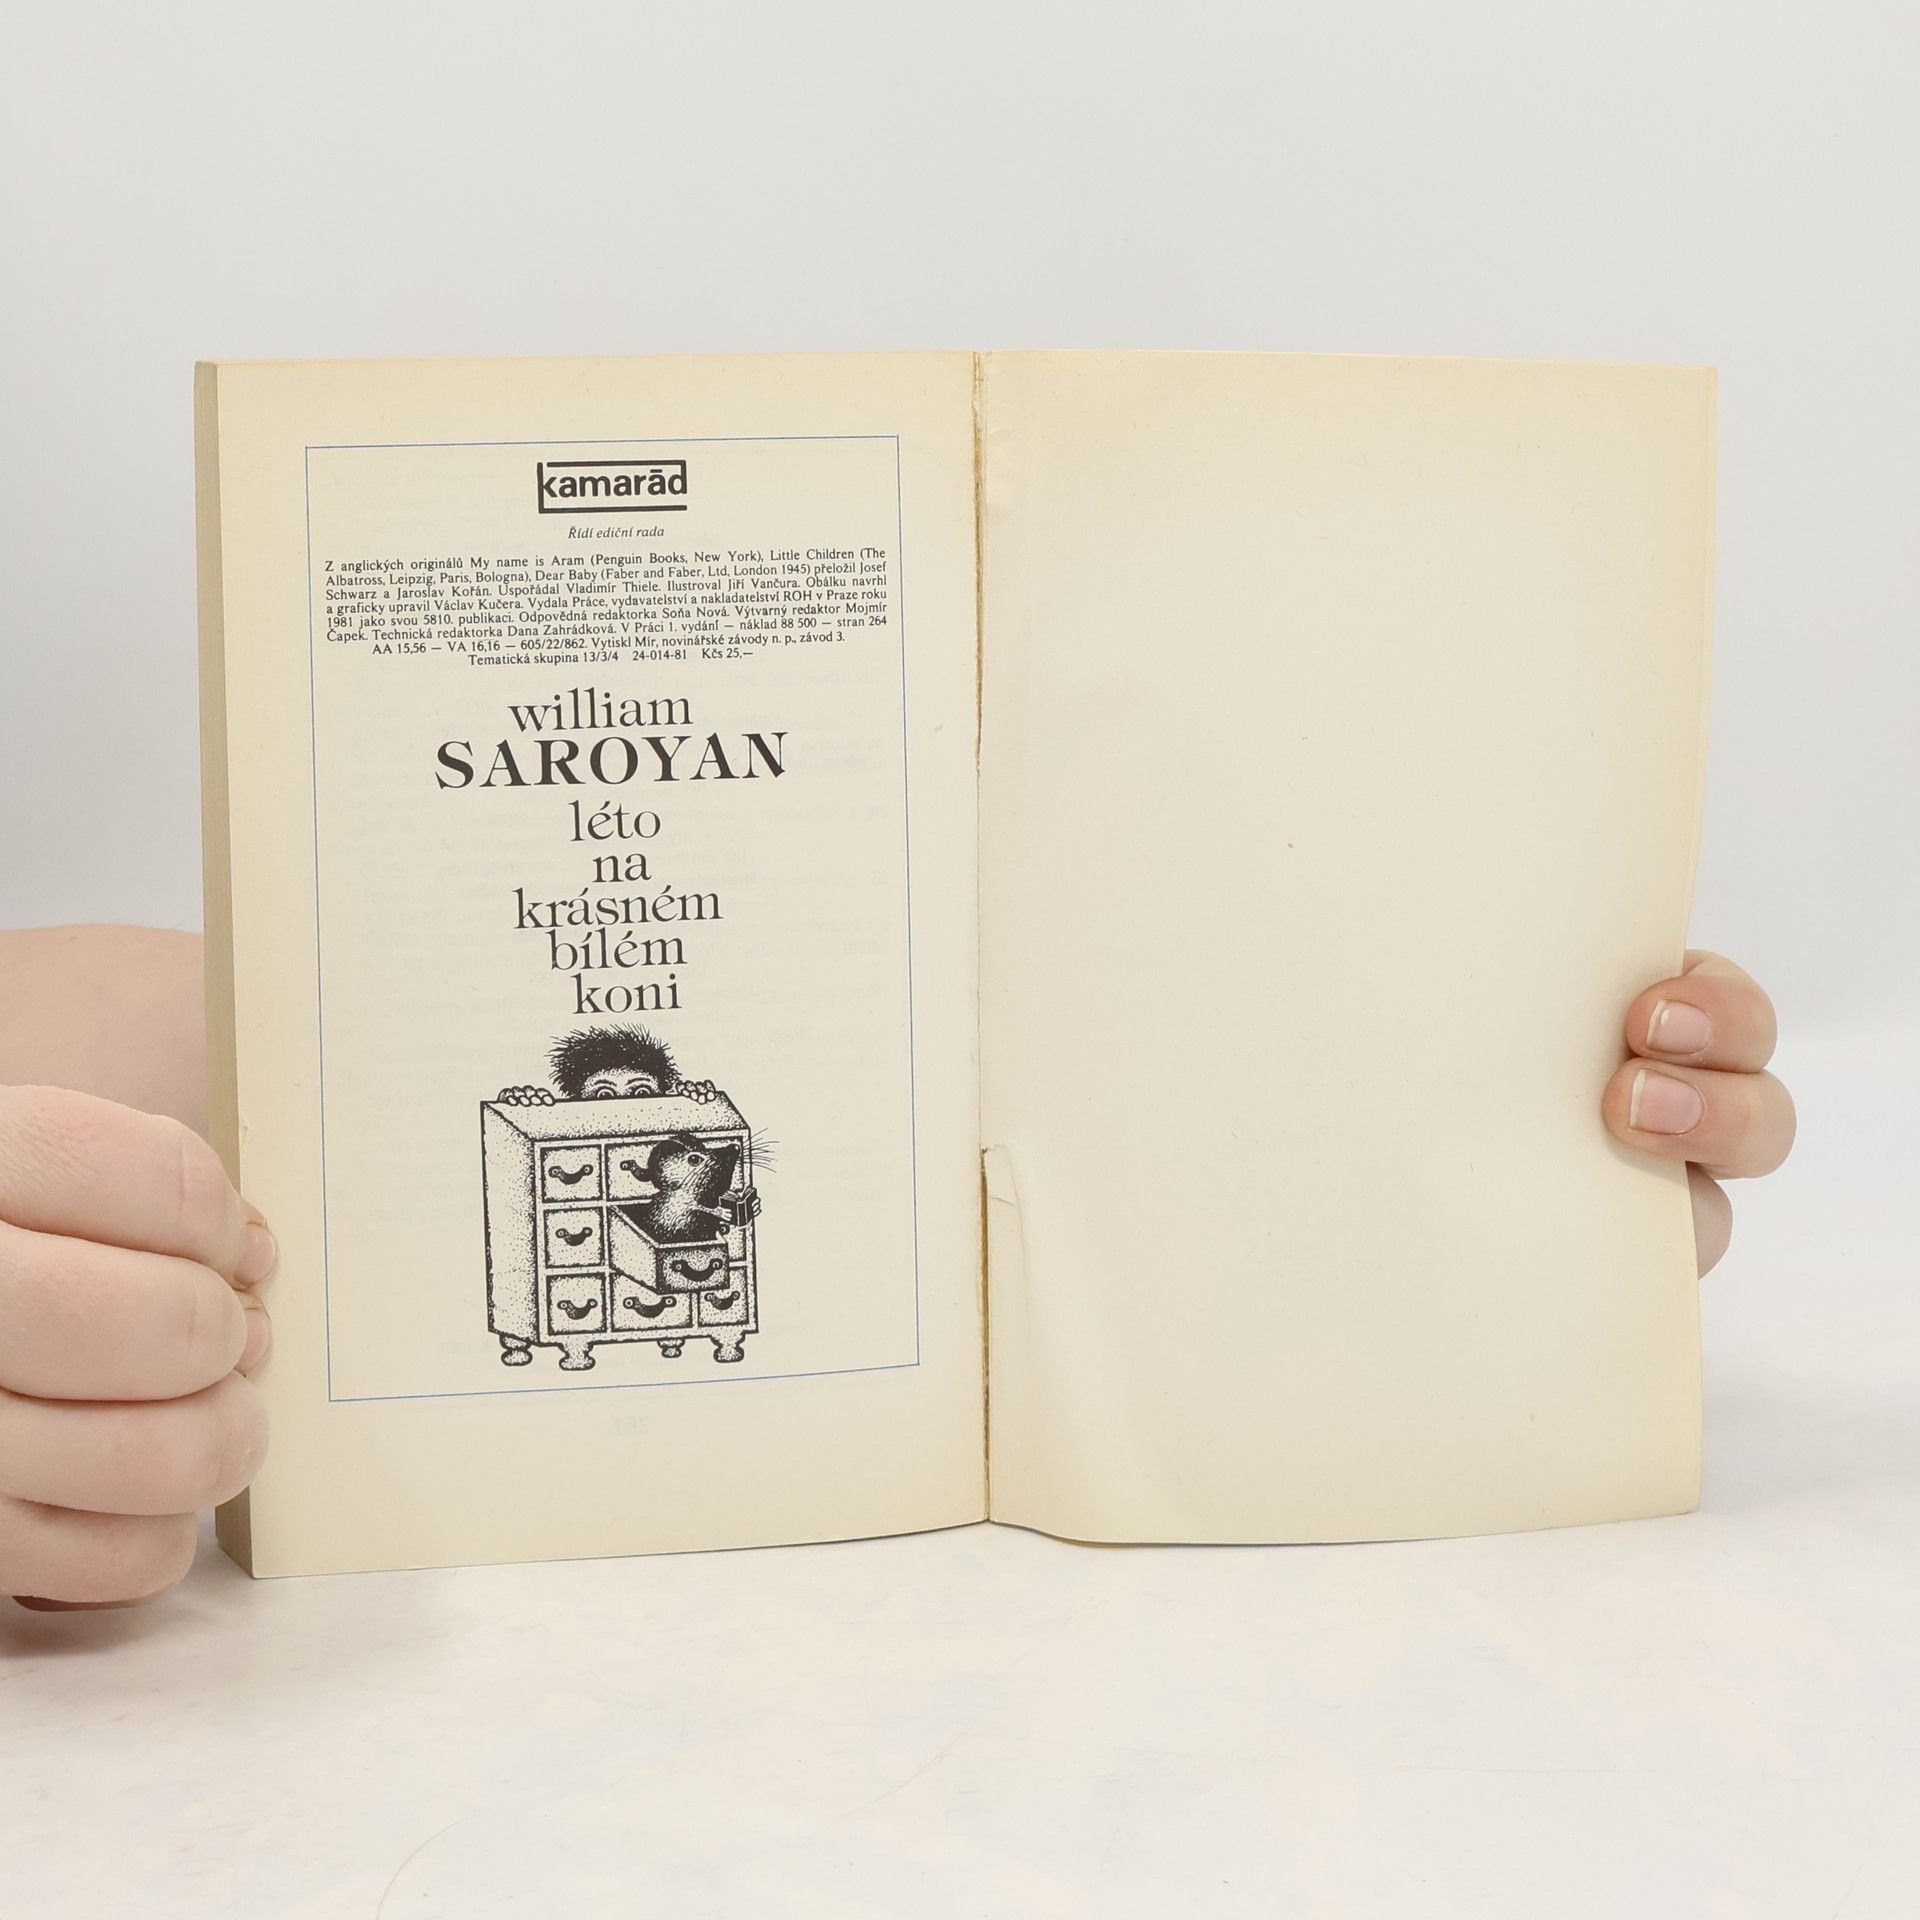 kamarād
Řídí ediční rada
Z anglických originálů My name is Aram (Penguin Books, New York), Little Children (The
Albatross, Leipzig, Paris, Bologna), Dear Baby (Faber and Faber, Ltd, London 1945) přeložil Josef
Schwarz a Jaroslav Kořán. Uspořádal Vladimír Thiele. Ilustroval Jiří Vančura. Obálku navrhl
a graficky upravil Václav Kučera. Vydala Práce, vydavatelství a nakladatelství ROH v Praze roku
1981 jako svou 5810. publikaci. Odpovědná redaktorka Soňa Nová. Výtvarný redaktor Mojmír
Čapek. Technická redaktorka Dana Zahrádková. V Práci 1. vydání — náklad 88 500 — stran 264
AA 15,56 — VA 16,16 — 605/22/862. Vytiskl Mír, novinářské závody n. p., závod 3.
Tematická skupina 13/3/4 24-014-81 Kčs 25,—
william
SAROYAN
léto
na
krásném
bílém
koni